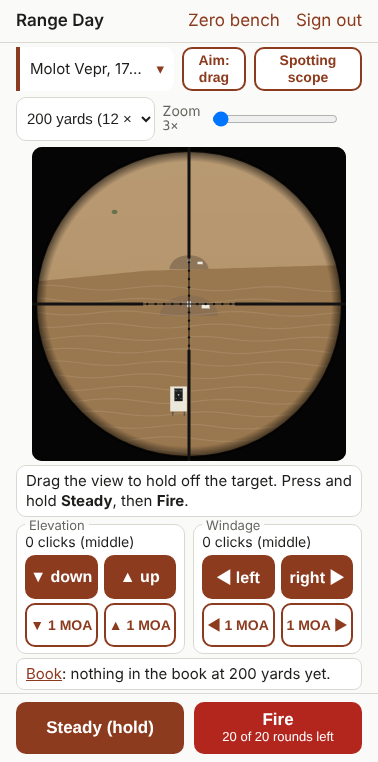 Range Day
Zero bench
Sign out
Molot Vepr, 17... ▼
Aim:
drag
Spotting
scope
200 yards (12 ×
Zoom
3×
Drag the view to hold off the target. Press and
hold Steady, then Fire.
Elevation
0 clicks (middle)
▼ down
▲ up
▼ 1 MOA
▲ 1 MOA
Windage
0 clicks (middle)
◀ left
right ▶
◀ 1 MOA
1 MOA ▶
Book: nothing in the book at 200 yards yet.
Steady (hold)
Fire
20 of 20 rounds left